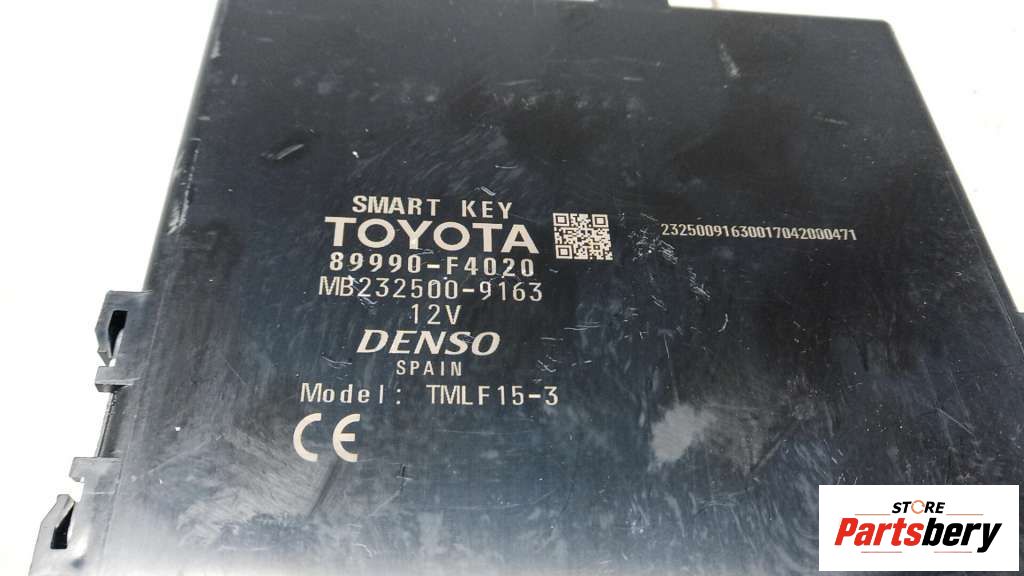 SMART KEY
TOYOTA
89990-F4020
MB232500-9163
12V
DENSO
SPAIN
Model: TMLF15-3
CE
23250091630017042000471
STORE
Partsbery